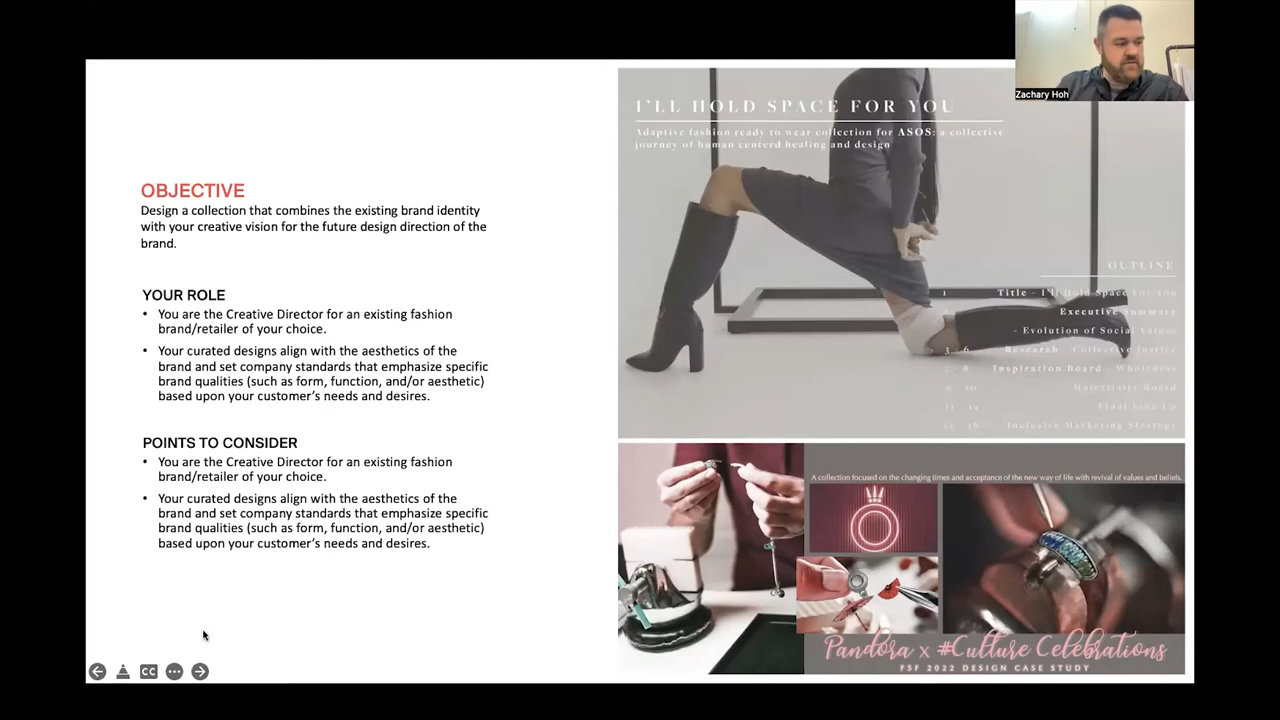 Zachary Hoh
OBJECTIVE
Design a collection that combines the existing brand identity
with your creative vision for the future design direction of the
brand.
YOUR ROLE
• You are the Creative Director for an existing fashion
brand/retailer of your choice.
• Your curated designs align with the aesthetics of the
brand and set company standards that emphasize specific
brand qualities (such as form, function, and/or aesthetic)
based upon your customer's needs and desires.
POINTS TO CONSIDER
• You are the Creative Director for an existing fashion
brand/retailer of your choice.
• Your curated designs align with the aesthetics of the
brand and set company standards that emphasize specific
brand qualities (such as form, function, and/or aesthetic)
based upon your customer's needs and desires.
CC
I'LL HOLD SPACE FOR YOU
Adaptive fashion ready to wear collection for ASOS: a collective
journey of human centerd healing and design
OUTLINE
1 Title - I'll Hold Space For You
Executive Summary
- Evolution of Social Values
3 - 6 Research - Collective Justice
7 - 8 Inspiration Board - Wholeness
9 - 10 Materiality Board
11 - 14 Final Line Up
15 - 16 Inclusive Marketing Strategy
A collection focused on the changing times and acceptance of the new way of life with revival of values and beliefs.
Pandora x #Culture Celebrations
FSF 2022 DESIGN CASE STUDY